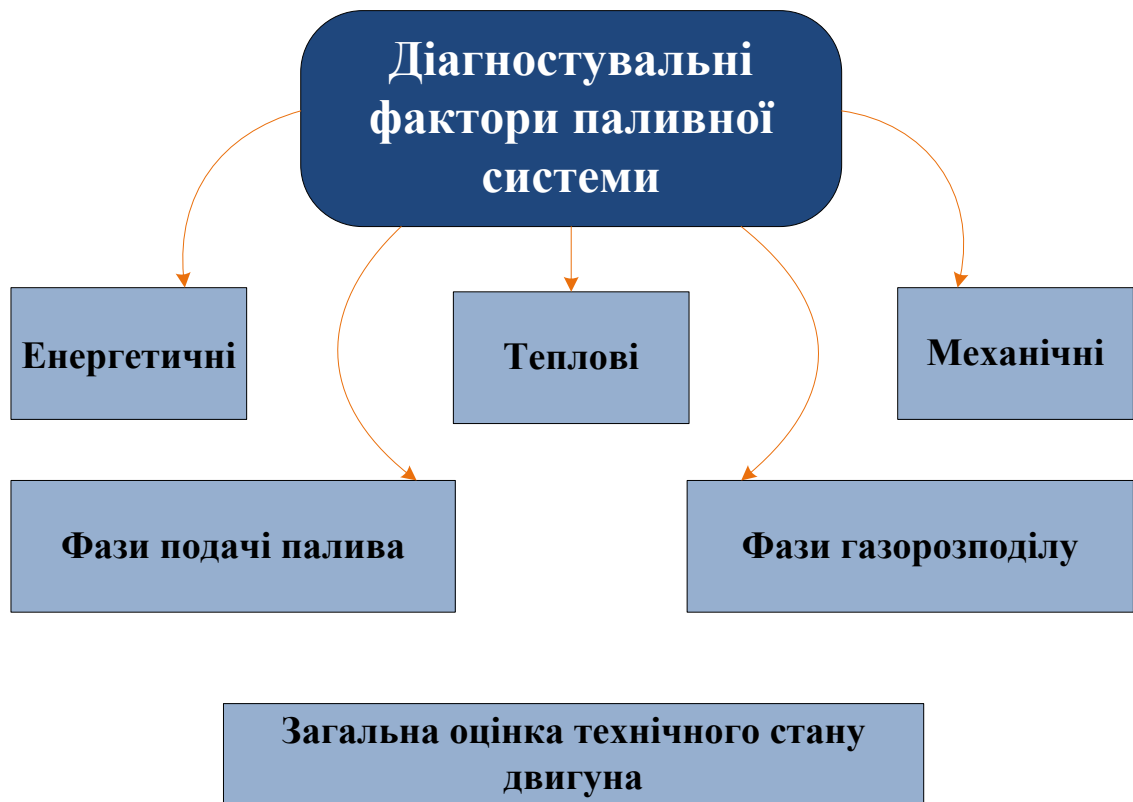 Діагностувальні
фактори паливної
системи
Енергетичні
Теплові
Механічні
Фази подачі палива
Фази газорозподілу
Загальна оцінка технічного стану
двигуна